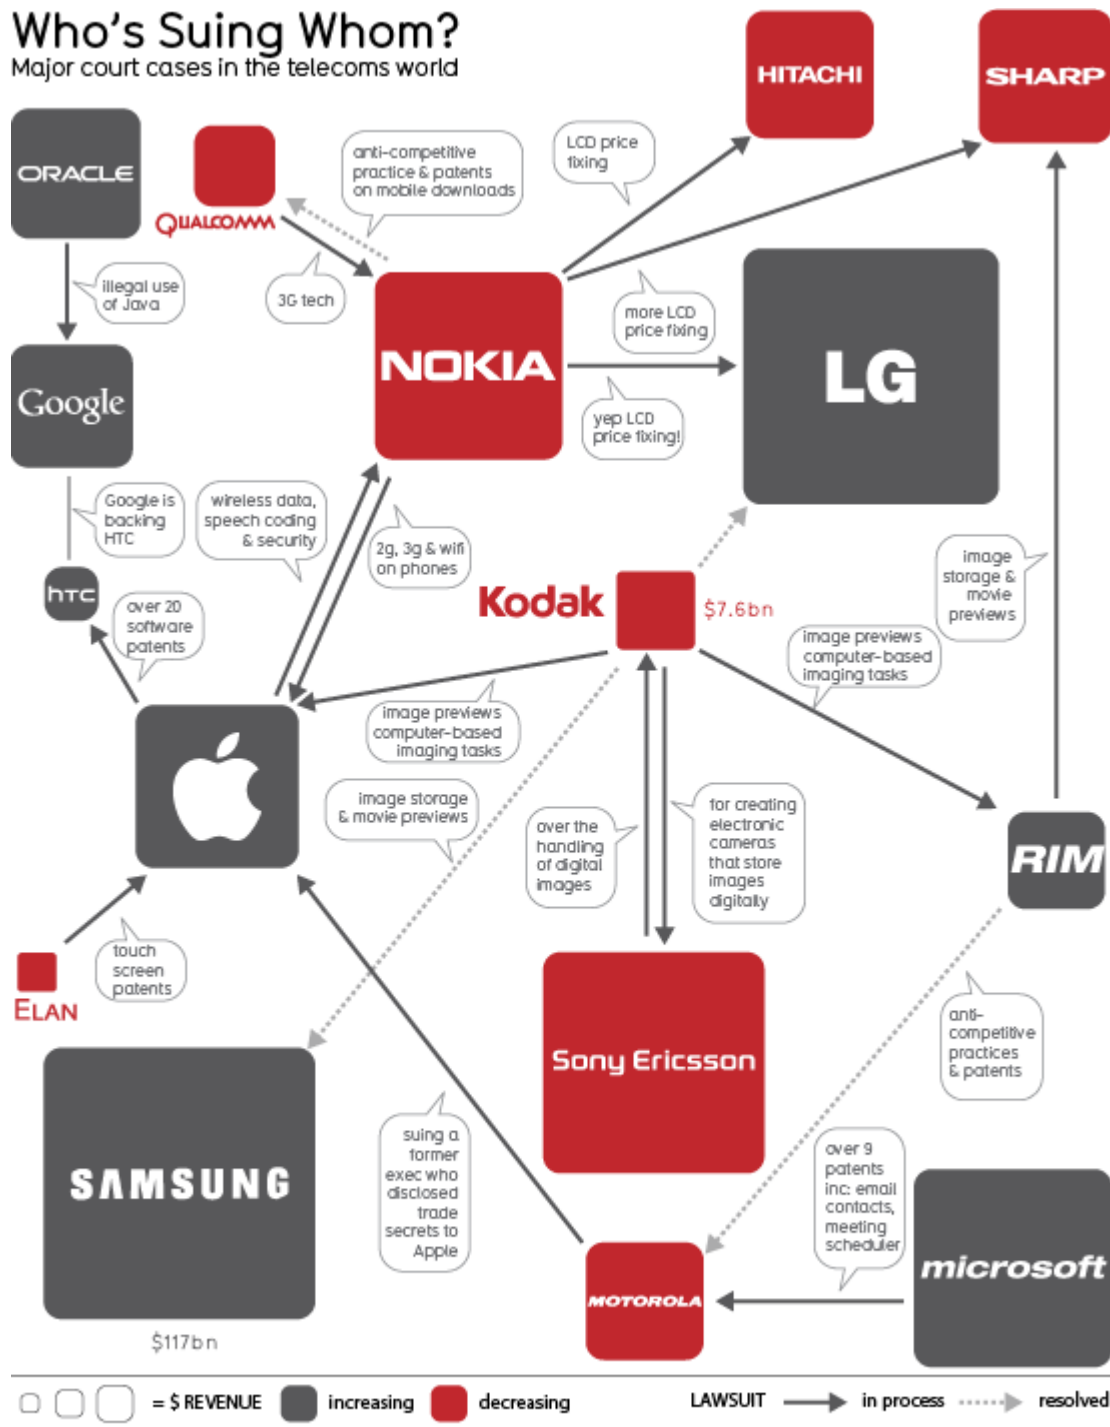 Who's Suing Whom?
Major court cases in the telecoms world
HITACHI
SHARP
ORACLE
QUALCOMM
anti-competitive
practice & patents
on mobile downloads
LCD price
fixing
illegal use
of Java
3G tech
more LCD
price fixing
NOKIA
LG
Google
yep LCD
price fixing!
Google is
backing
HTC
wireless data,
speech coding
& security
2g, 3g & wifi
on phones
image
storage &
movie
previews
hTC
over 20
software
patents
Kodak
$7.6bn
image previews
computer-based
imaging tasks
image previews
computer-based
imaging tasks
image storage
& movie previews
over the
handling
of digital
images
for creating
electronic
cameras
that store
images
digitally
RIM
touch
screen
patents
ELAN
anti-
competitive
practices
& patents
Sony Ericsson
SAMSUNG
$117bn
suing a
former
exec who
disclosed
trade
secrets to
Apple
over 9
patents
inc: email
contacts,
meeting
scheduler
MOTOROLA
microsoft
= $ REVENUE
increasing
decreasing
LAWSUIT
in process
resolved